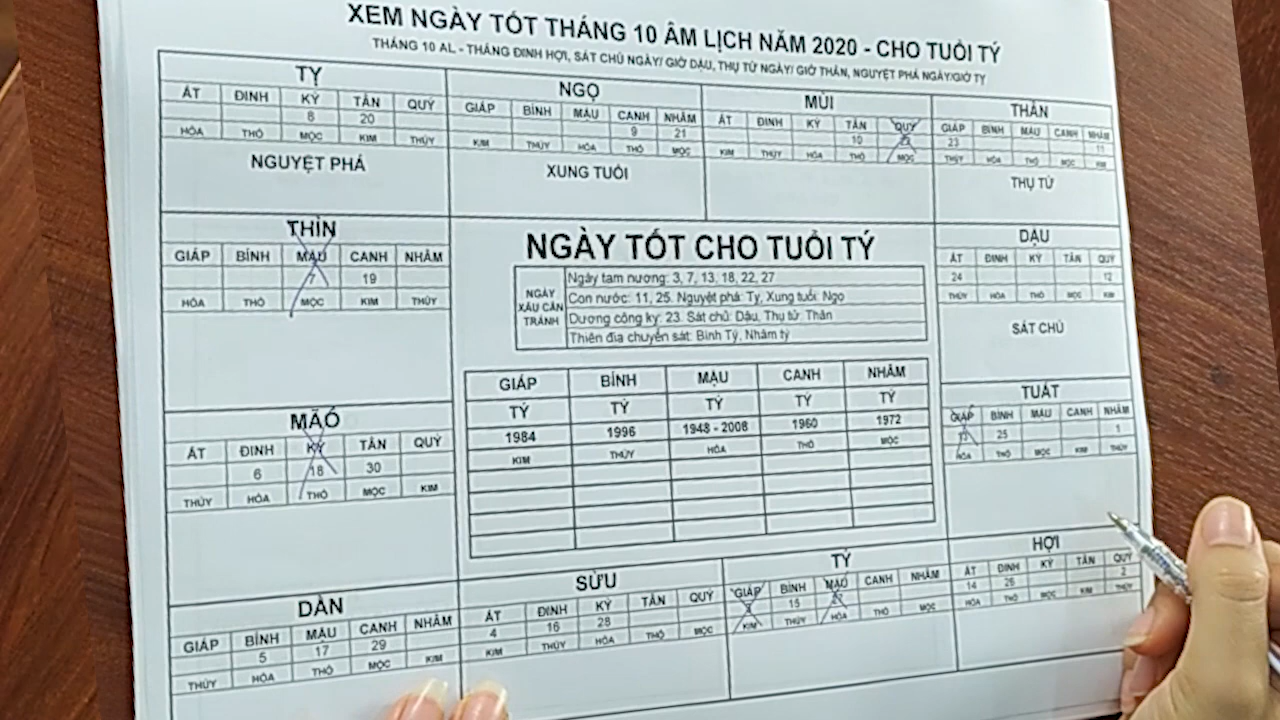 XEM NGÀY TỐT THÁNG 10 ÂM LỊCH NĂM 2020 - CHO TUỔI TÝ
THÁNG 10 AL - THÁNG ĐINH HỢI, SÁT CHỦ NGÀY/ GIỜ DẬU, THỤ TỬ NGÀY/ GIỜ THÂN, NGUYỆT PHÁ NGÀY/GIỜ TỴ
TỴ
ẤT ĐINH KỶ TÂN QUÝ
8 20
HỎA THỔ MỘC KIM THỦY
NGUYỆT PHÁ
NGỌ
GIÁP BÍNH MẬU CANH NHÂM
9 21
KIM THỦY HỎA THỔ MỘC
XUNG TUỔI
MÙI
ẤT ĐINH KỶ TÂN QUÝ
10
KIM THỦY HỎA THỔ MỘC
THÂN
GIÁP BÍNH MẬU CANH NHÂM
23 11
THỦY HỎA THỔ MỘC KIM
THỤ TỬ
THÌN
GIÁP BÍNH MẬU CANH NHÂM
7 19
HỎA THỔ MỘC KIM THỦY
NGÀY TỐT CHO TUỔI TÝ
NGÀY XẤU CẦN TRÁNH
Ngày tam nương: 3, 7, 13, 18, 22, 27
Con nước: 11, 25. Nguyệt phá: Tỵ, Xung tuổi: Ngọ
Dương công kỵ: 23. Sát chủ: Dậu, Thụ tử: Thân
Thiên địa chuyển sát: Bính Tý, Nhâm tý
DẬU
ẤT ĐINH KỶ TÂN QUÝ
24 12
THỦY HỎA THỔ MỘC KIM
SÁT CHỦ
GIÁP BÍNH MẬU CANH NHÂM
TÝ TÝ TÝ TÝ TÝ
1984 1996 1948 - 2008 1960 1972
KIM THỦY HỎA THỔ MỘC
MÃO
ẤT ĐINH KỶ TÂN QUÝ
6 18 30
THỦY HỎA THỔ MỘC KIM
TUẤT
GIÁP BÍNH MẬU CANH NHÂM
13 25 1
HỎA THỔ MỘC KIM THỦY
DẦN
GIÁP BÍNH MẬU CANH NHÂM
5 17 29
THỦY HỎA THỔ MỘC KIM
SỬU
ẤT ĐINH KỶ TÂN QUÝ
4 16 28
KIM THỦY HỎA THỔ MỘC
TÝ
GIÁP BÍNH MẬU CANH NHÂM
3 15 27
KIM THỦY HỎA THỔ MỘC
HỢI
ẤT ĐINH KỶ TÂN QUÝ
14 26 2
HỎA THỔ MỘC KIM THỦY